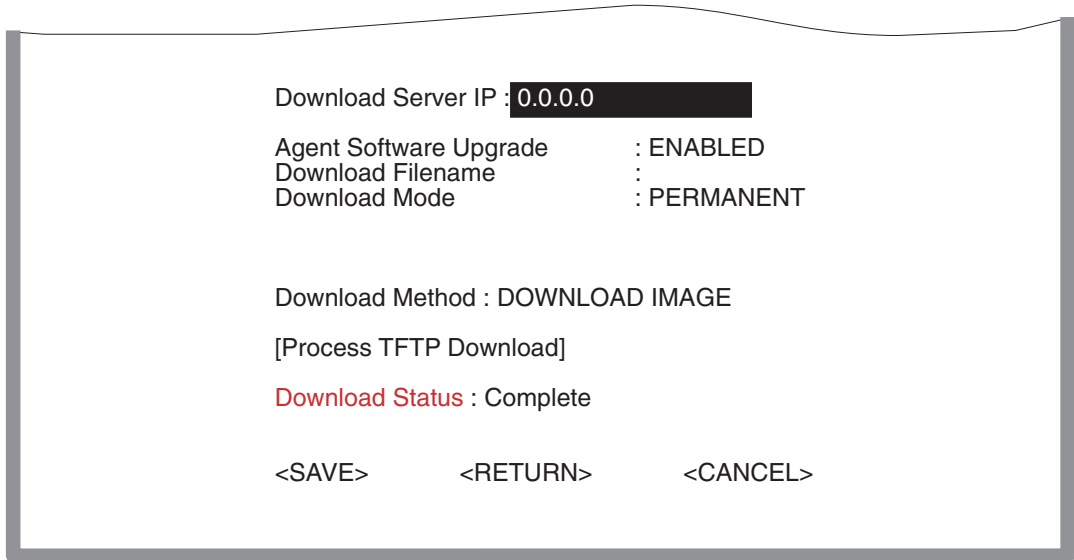 Download Server IP : 0.0.0.0
Agent Software Upgrade : ENABLED
Download Filename :
Download Mode : PERMANENT
Download Method : DOWNLOAD IMAGE
[Process TFTP Download]
Download Status : Complete
<SAVE> <RETURN> <CANCEL>